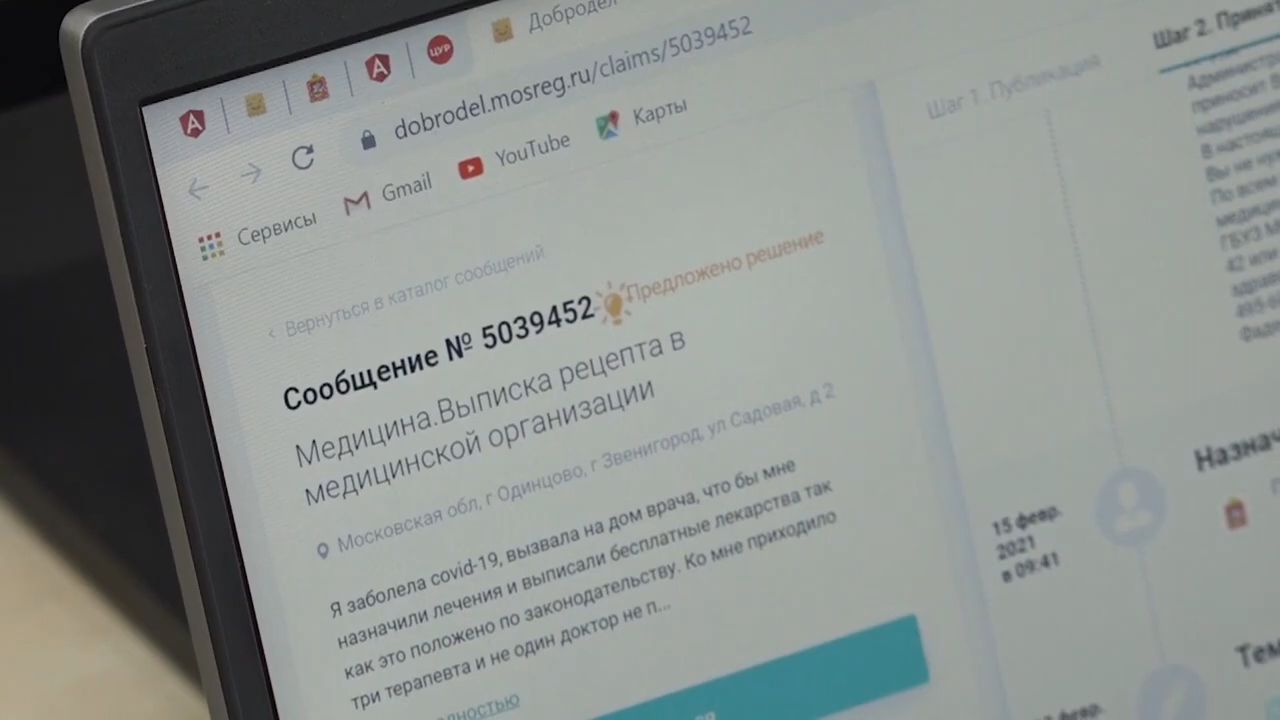 ЦУР
Добродел
dobrodel.mosreg.ru/claims/5039452
Сервисы
Gmail
YouTube
Карты
‹ Вернуться в каталог сообщений
Сообщение № 5039452
Предложено решение
Медицина.Выписка рецепта в
медицинской организации
Московская обл, г Одинцово, г Звенигород, ул Садовая, д 2
Я заболела covid-19, вызвала на дом врача, что бы мне
назначили лечения и выписали бесплатные лекарства так
как это положено по законодательству. Ко мне приходило
три терапевта и не один доктор не п...
Шаг 1. Публикация
Шаг 2.
15 февр.
2021
в 09:41